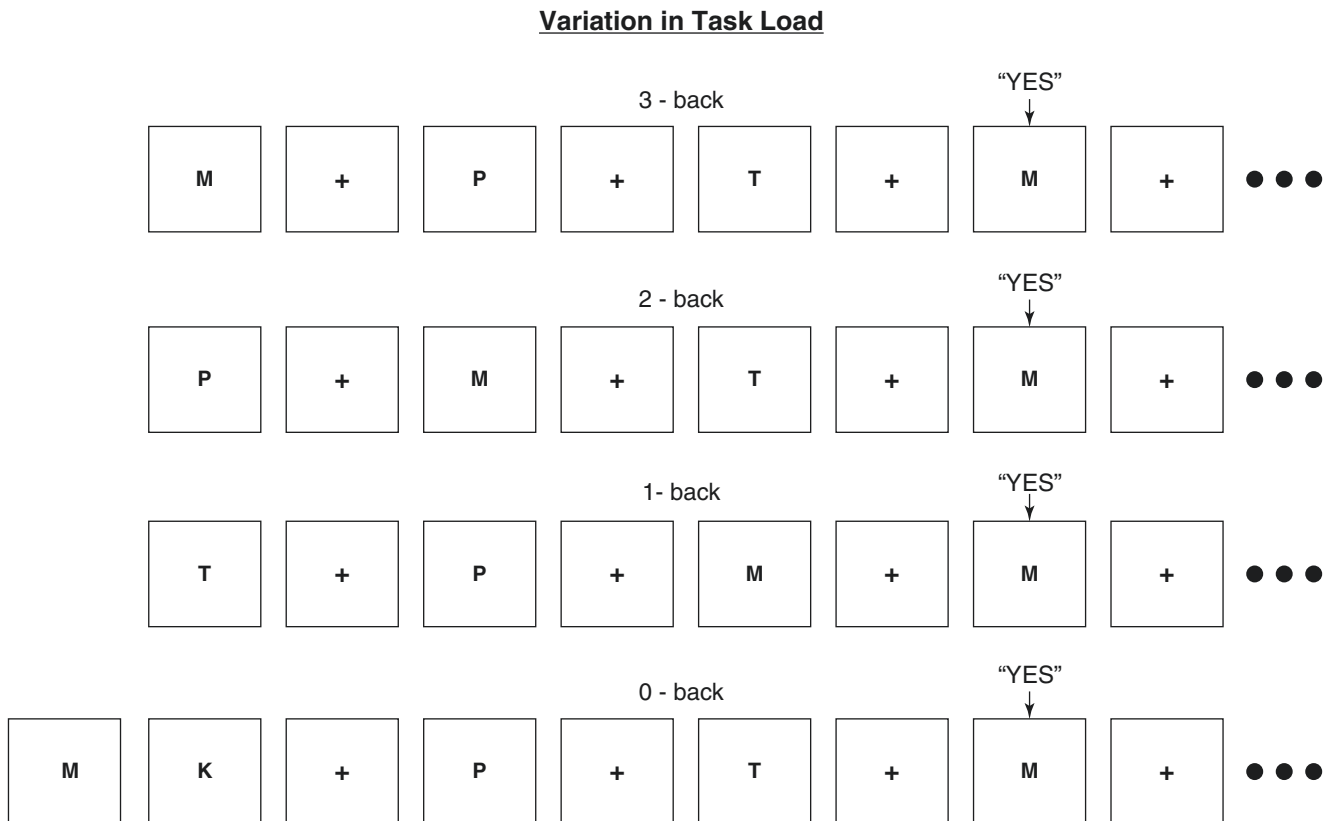 Variation in Task Load
“YES”
3 - back
M + P + T + M +
“YES”
2 - back
P + M + T + M +
“YES”
1- back
T + P + M + M +
“YES”
0 - back
M K + P + T + M +